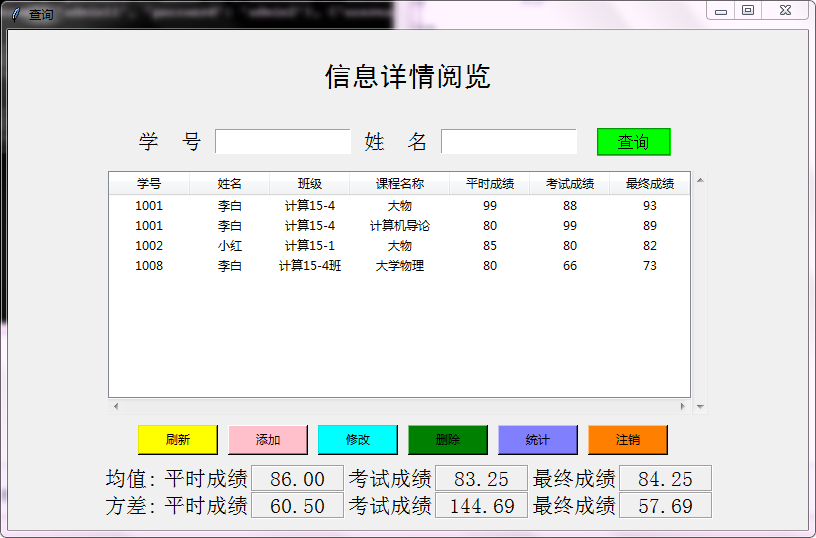 查询
信息详情阅览
学 号 姓 名 查询
学号 姓名 班级 课程名称 平时成绩 考试成绩 最终成绩
1001 李白 计算15-4 大物 99 88 93
1001 李白 计算15-4 计算机导论 80 99 89
1002 小红 计算15-1 大物 85 80 82
1008 李白 计算15-4班 大学物理 80 66 73
刷新 添加 修改 删除 统计 注销
均值：平时成绩 86.00 考试成绩 83.25 最终成绩 84.25
方差：平时成绩 60.50 考试成绩 144.69 最终成绩 57.69